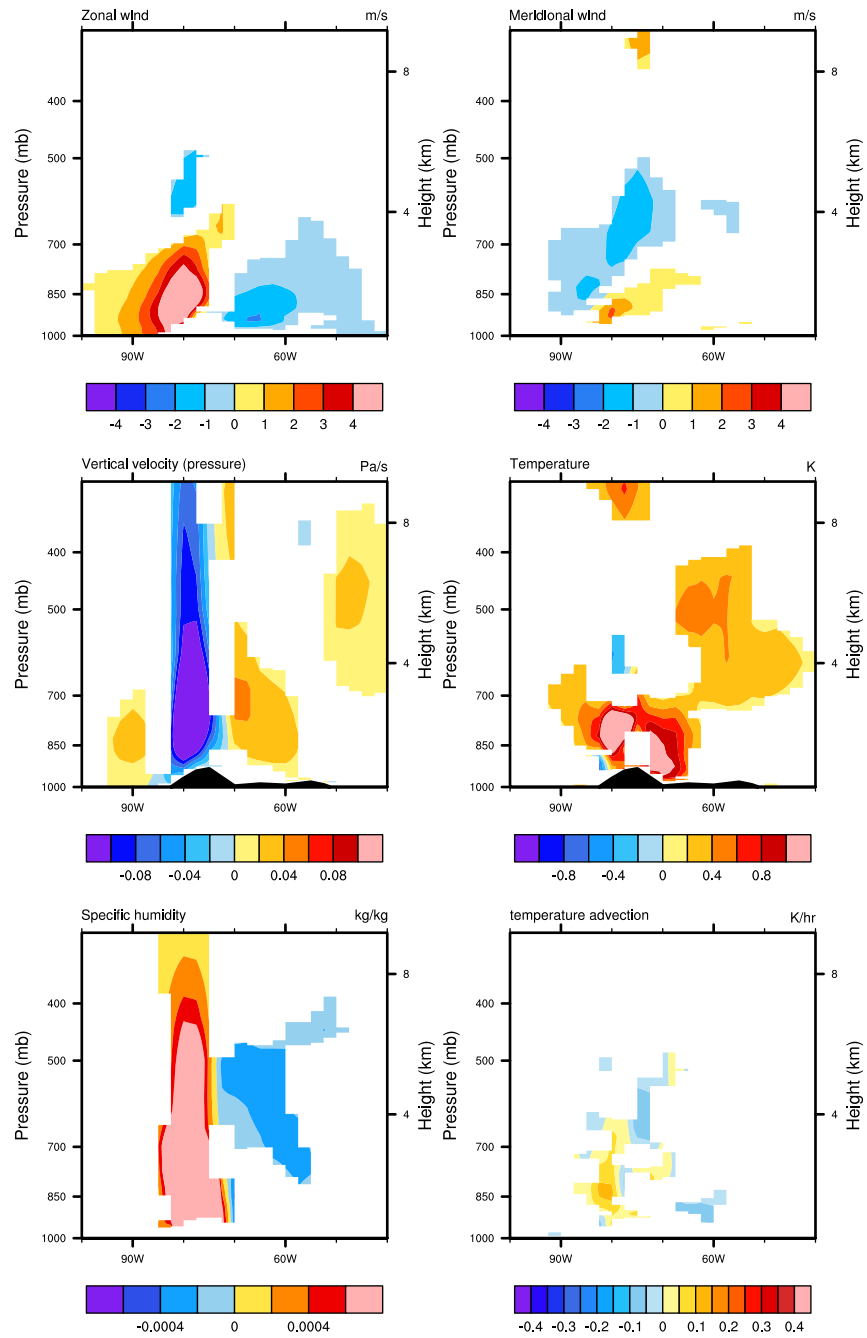 Zonal wind m/s
Pressure (mb)
400
500
700
850
1000
8
4
Height (km)
90W 60W
-4 -3 -2 -1 0 1 2 3 4
Meridional wind m/s
Pressure (mb)
400
500
700
850
1000
8
4
Height (km)
90W 60W
-4 -3 -2 -1 0 1 2 3 4
Vertical velocity (pressure) Pa/s
Pressure (mb)
400
500
700
850
1000
8
4
Height (km)
90W 60W
-0.08 -0.04 0 0.04 0.08
Temperature K
Pressure (mb)
400
500
700
850
1000
8
4
Height (km)
90W 60W
-0.8 -0.4 0 0.4 0.8
Specific humidity kg/kg
Pressure (mb)
400
500
700
850
1000
8
4
Height (km)
90W 60W
-0.0004 0 0.0004
temperature advection K/hr
Pressure (mb)
400
500
700
850
1000
8
4
Height (km)
90W 60W
-0.4 -0.3 -0.2 -0.1 0 0.1 0.2 0.3 0.4